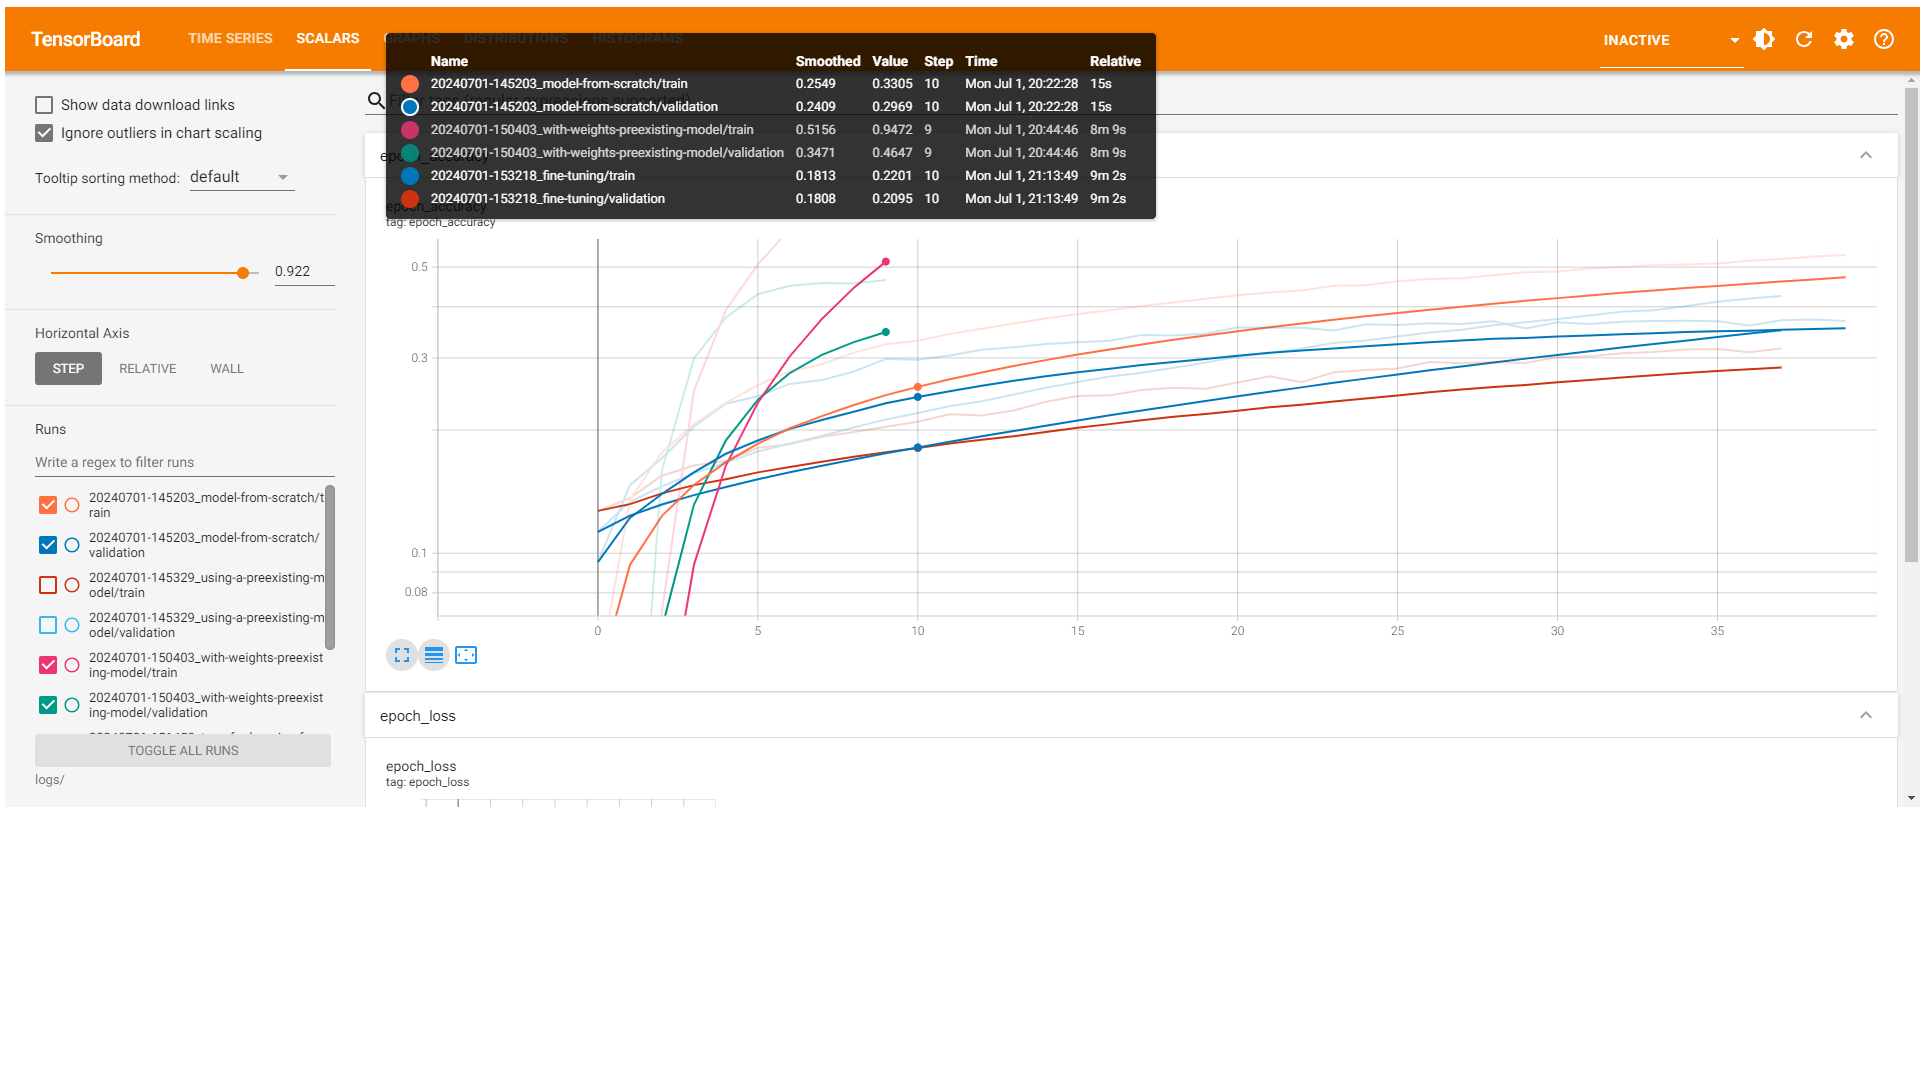 TensorBoard
TIME SERIES SCALARS GRAPHS DISTRIBUTIONS HISTOGRAMS
INACTIVE
Name Smoothed Value Step Time Relative
20240701-145203_model-from-scratch/train 0.2549 0.3305 10 Mon Jul 1, 20:22:28 15s
20240701-145203_model-from-scratch/validation 0.2409 0.2969 10 Mon Jul 1, 20:22:28 15s
20240701-150403_with-weights-preexisting-model/train 0.5156 0.9472 9 Mon Jul 1, 20:44:46 8m 9s
20240701-150403_with-weights-preexisting-model/validation 0.3471 0.4647 9 Mon Jul 1, 20:44:46 8m 9s
20240701-153218_fine-tuning/train 0.1813 0.2201 10 Mon Jul 1, 21:13:49 9m 2s
20240701-153218_fine-tuning/validation 0.1808 0.2095 10 Mon Jul 1, 21:13:49 9m 2s
Show data download links
Ignore outliers in chart scaling
Tooltip sorting method: default
Smoothing
0.922
Horizontal Axis
STEP RELATIVE WALL
Runs
Write a regex to filter runs
20240701-145203_model-from-scratch/t
rain
20240701-145203_model-from-scratch/
validation
20240701-145329_using-a-preexisting-m
odel/train
20240701-145329_using-a-preexisting-m
odel/validation
20240701-150403_with-weights-preexist
ing-model/train
20240701-150403_with-weights-preexist
ing-model/validation
TOGGLE ALL RUNS
logs/
epoch_accuracy
epoch_accuracy
tag: epoch_accuracy
0.5
0.3
0.1
0.08
0 5 10 15 20 25 30 35
epoch_loss
epoch_loss
tag: epoch_loss